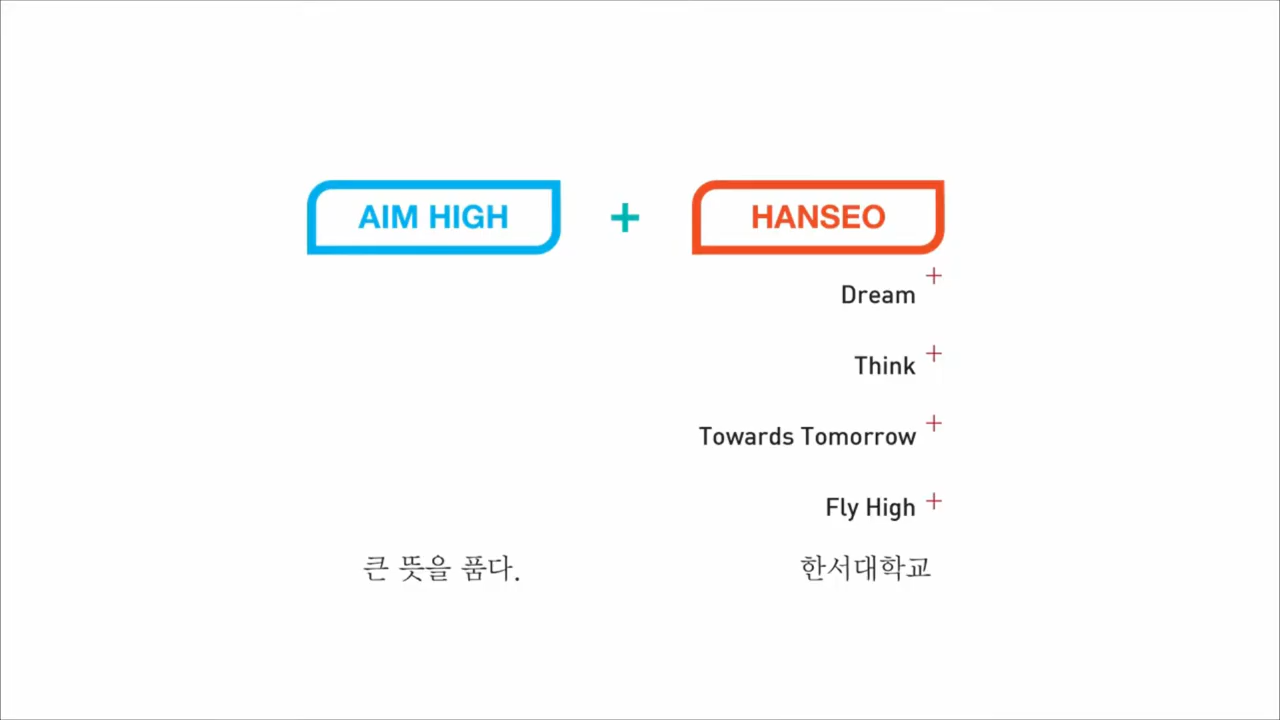 AIM HIGH + HANSEO
Dream +
Think +
Towards Tomorrow +
Fly High +
큰 뜻을 품다. 한서대학교